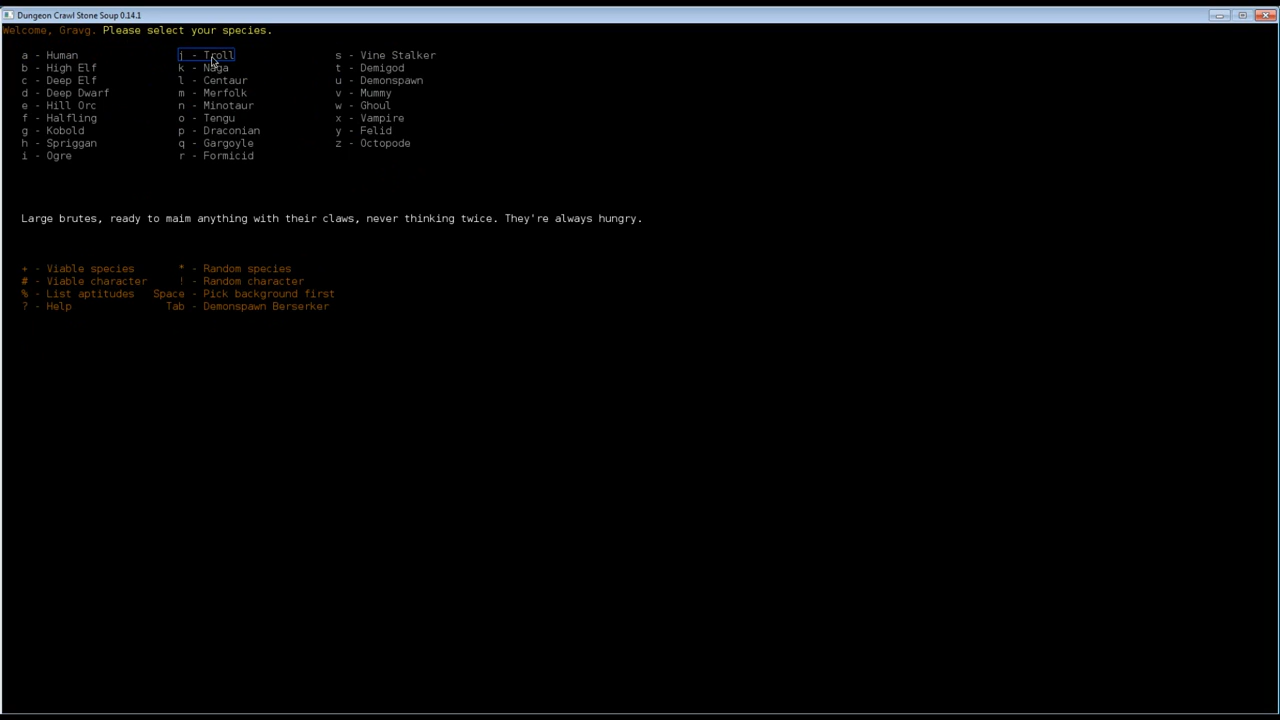 Dungeon Crawl Stone Soup 0.14.1
Welcome, Gravg. Please select your species.
a - Human j - Troll s - Vine Stalker
b - High Elf k - Naga t - Demigod
c - Deep Elf l - Centaur u - Demonspawn
d - Deep Dwarf m - Merfolk v - Mummy
e - Hill Orc n - Minotaur w - Ghoul
f - Halfling o - Tengu x - Vampire
g - Kobold p - Draconian y - Felid
h - Spriggan q - Gargoyle z - Octopode
i - Ogre r - Formicid
Large brutes, ready to maim anything with their claws, never thinking twice. They're always hungry.
+ - Viable species * - Random species
# - Viable character ! - Random character
% - List aptitudes Space - Pick background first
? - Help Tab - Demonspawn Berserker